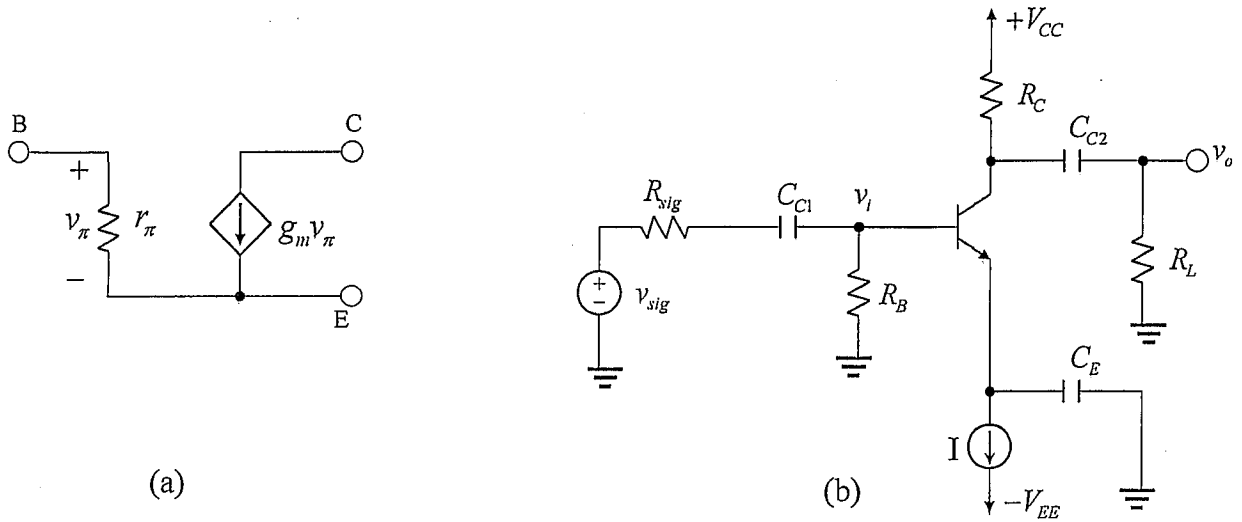 B
+
v_π
r_π
−
C
g_m v_π
E
(a)
+V_CC
R_C
C_C2
v_o
R_sig
C_C1
v_i
+
−
v_sig
R_B
R_L
C_E
I
−V_EE
(b)